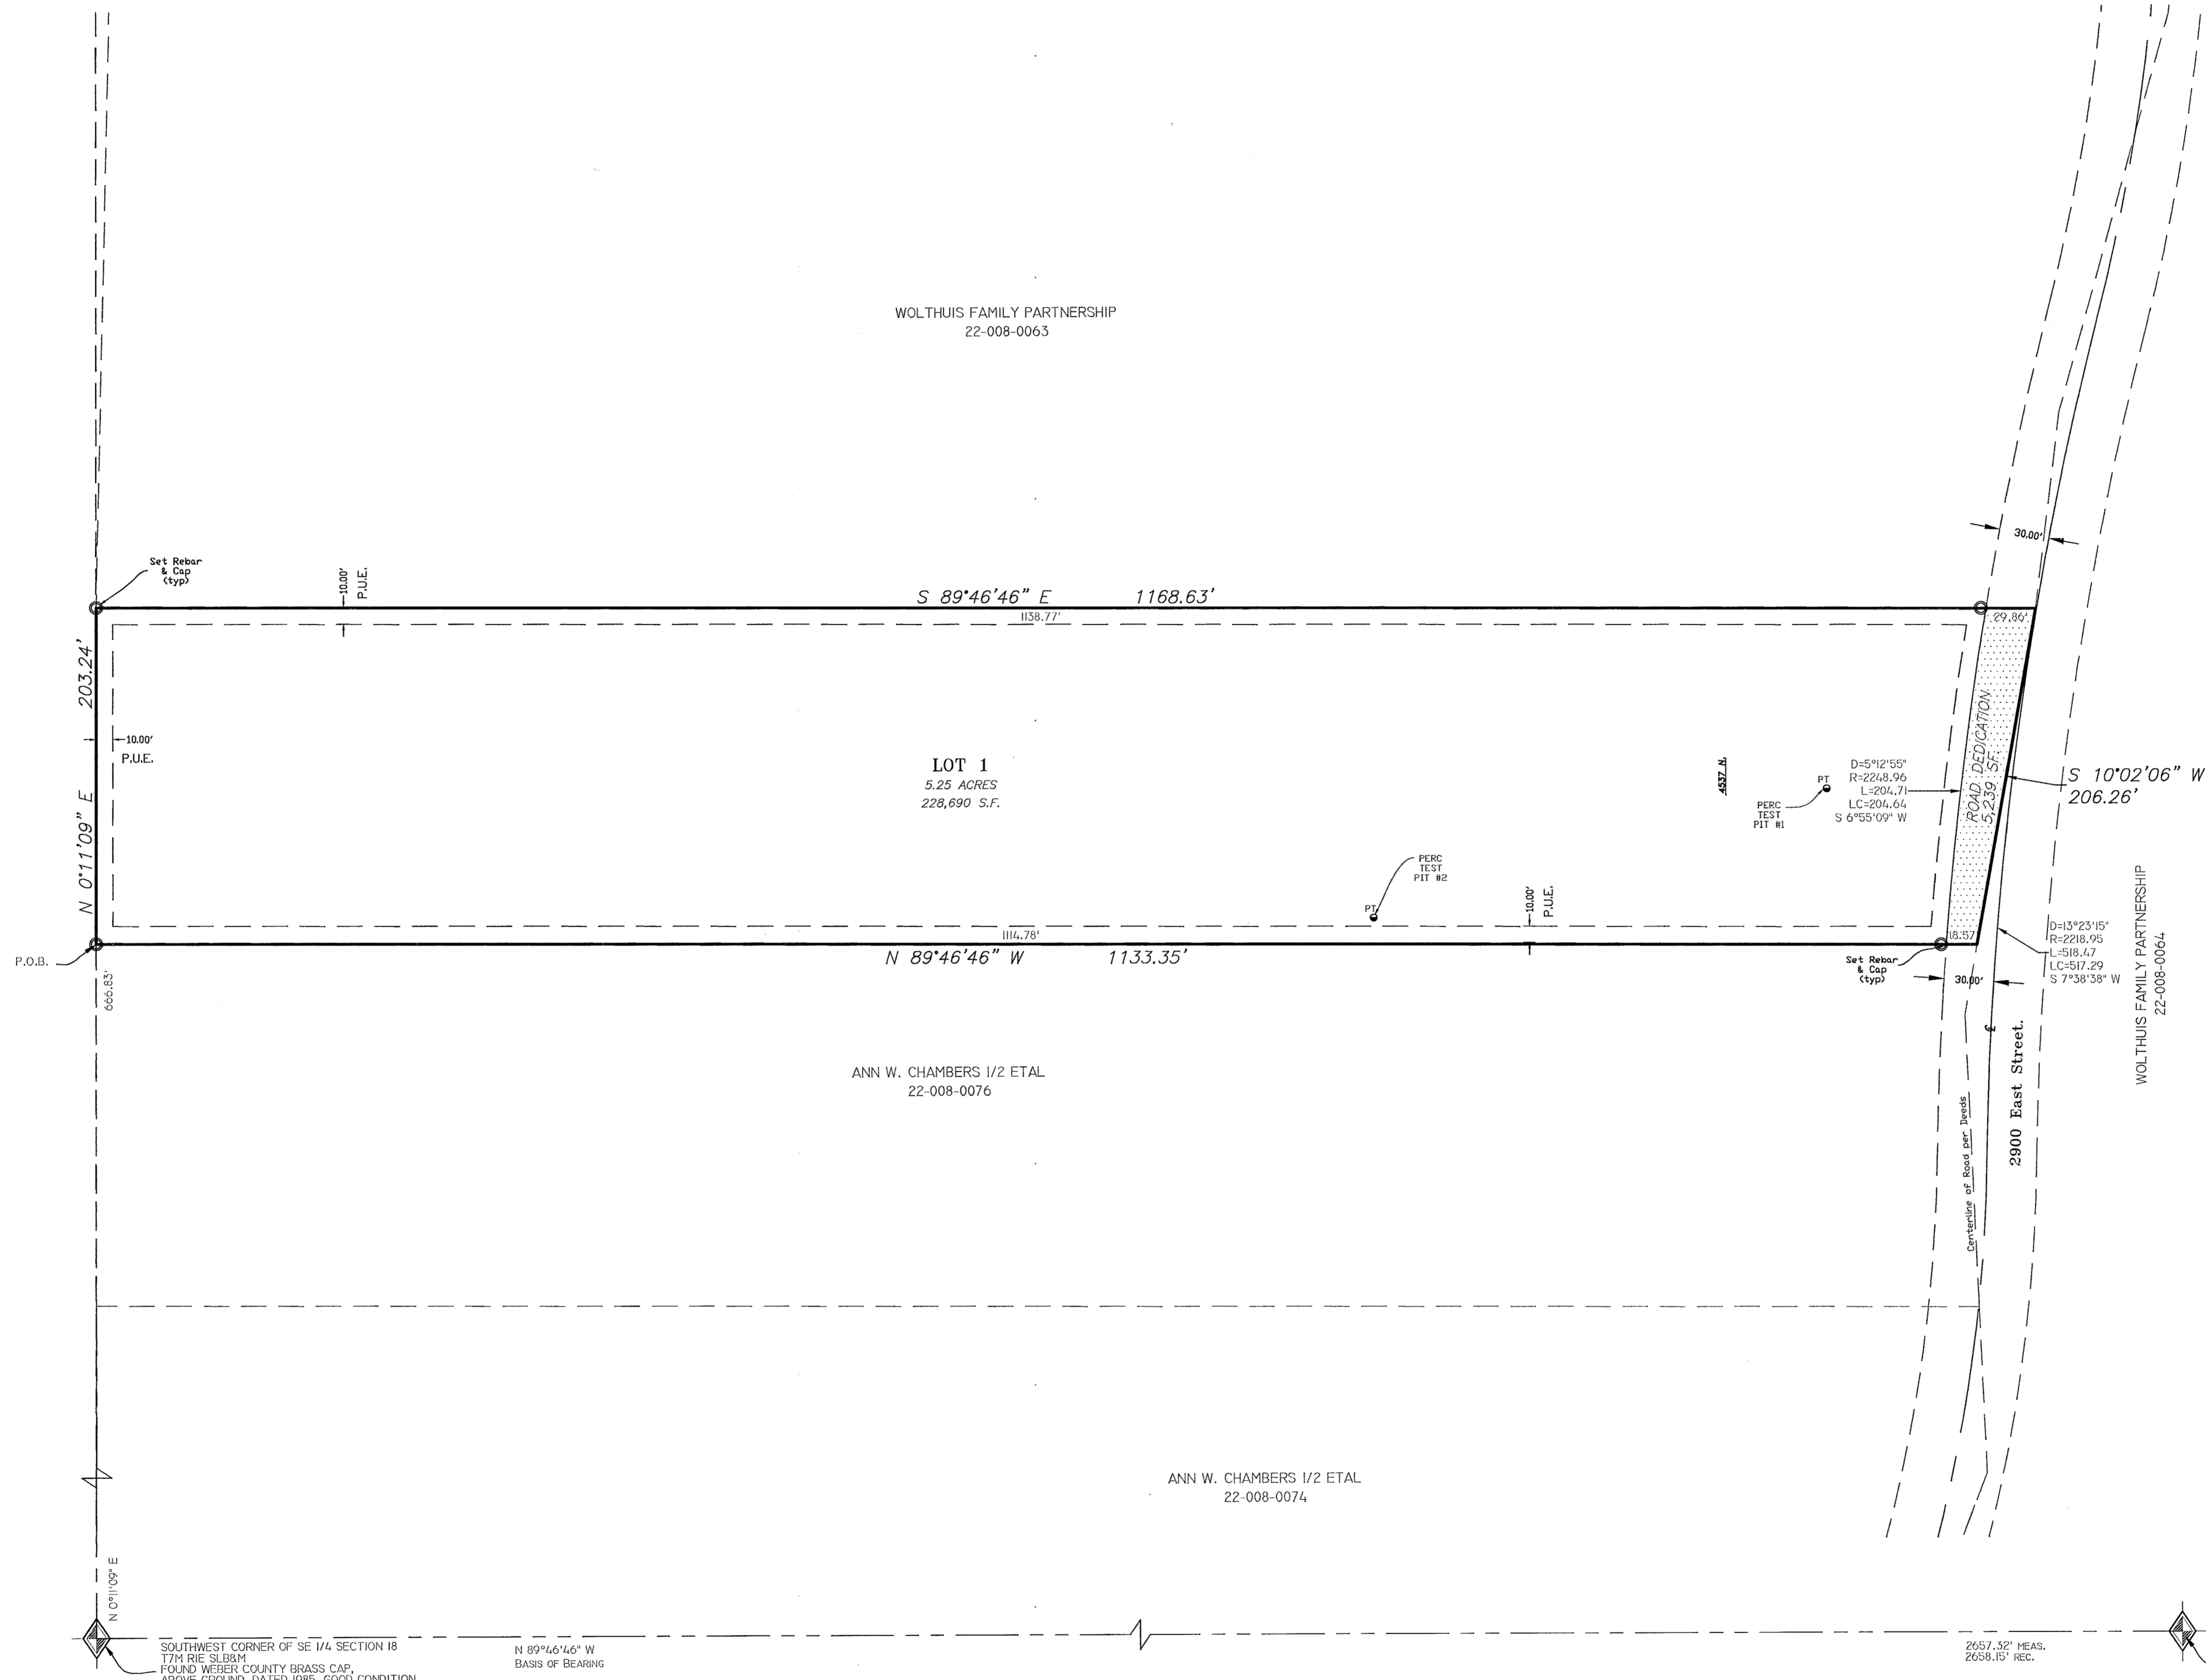 WOLTHUIS FAMILY PARTNERSHIP
22-008-0063
30.00'
Set Rebar
& Cap
(typ)
10.00'
P.U.E.
S 89°46'46" E 1168.63'
1138.77'
29.86'
N 0°11'09" E 203.24'
10.00'
P.U.E.
LOT 1
5.25 ACRES
228,690 S.F.
4537 N.
PT
PERC
TEST
PIT #1
D=5°12'55"
R=2248.96
L=204.71
LC=204.64
S 6°55'09" W
ROAD DEDICATION
5,239 SF.
S 10°02'06" W
206.26'
PERC
TEST
PIT #2
PT
10.00'
P.U.E.
1114.78'
18.57'
N 89°46'46" W 1133.35'
P.O.B.
666.83'
Set Rebar
& Cap
(typ)
30.00'
D=13°23'15"
R=2218.95
L=518.47
LC=517.29
S 7°38'38" W
WOLTHUIS FAMILY PARTNERSHIP
22-008-0064
ANN W. CHAMBERS 1/2 ETAL
22-008-0076
Centerline of Road per Deeds
2900 East Street.
ANN W. CHAMBERS 1/2 ETAL
22-008-0074
N 0°11'09" E
SOUTHWEST CORNER OF SE 1/4 SECTION 18
T7M R1E SLB&M
FOUND WEBER COUNTY BRASS CAP,
ABOVE GROUND, DATED 1985, GOOD CONDITION
N 89°46'46" W
BASIS OF BEARING
2657.32' MEAS.
2658.15' REC.